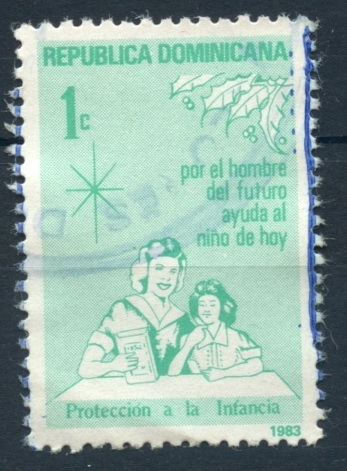 REPUBLICA DOMINICANA
1c
por el hombre
del futuro
ayuda al
niño de hoy
Protección a la Infancia
1983